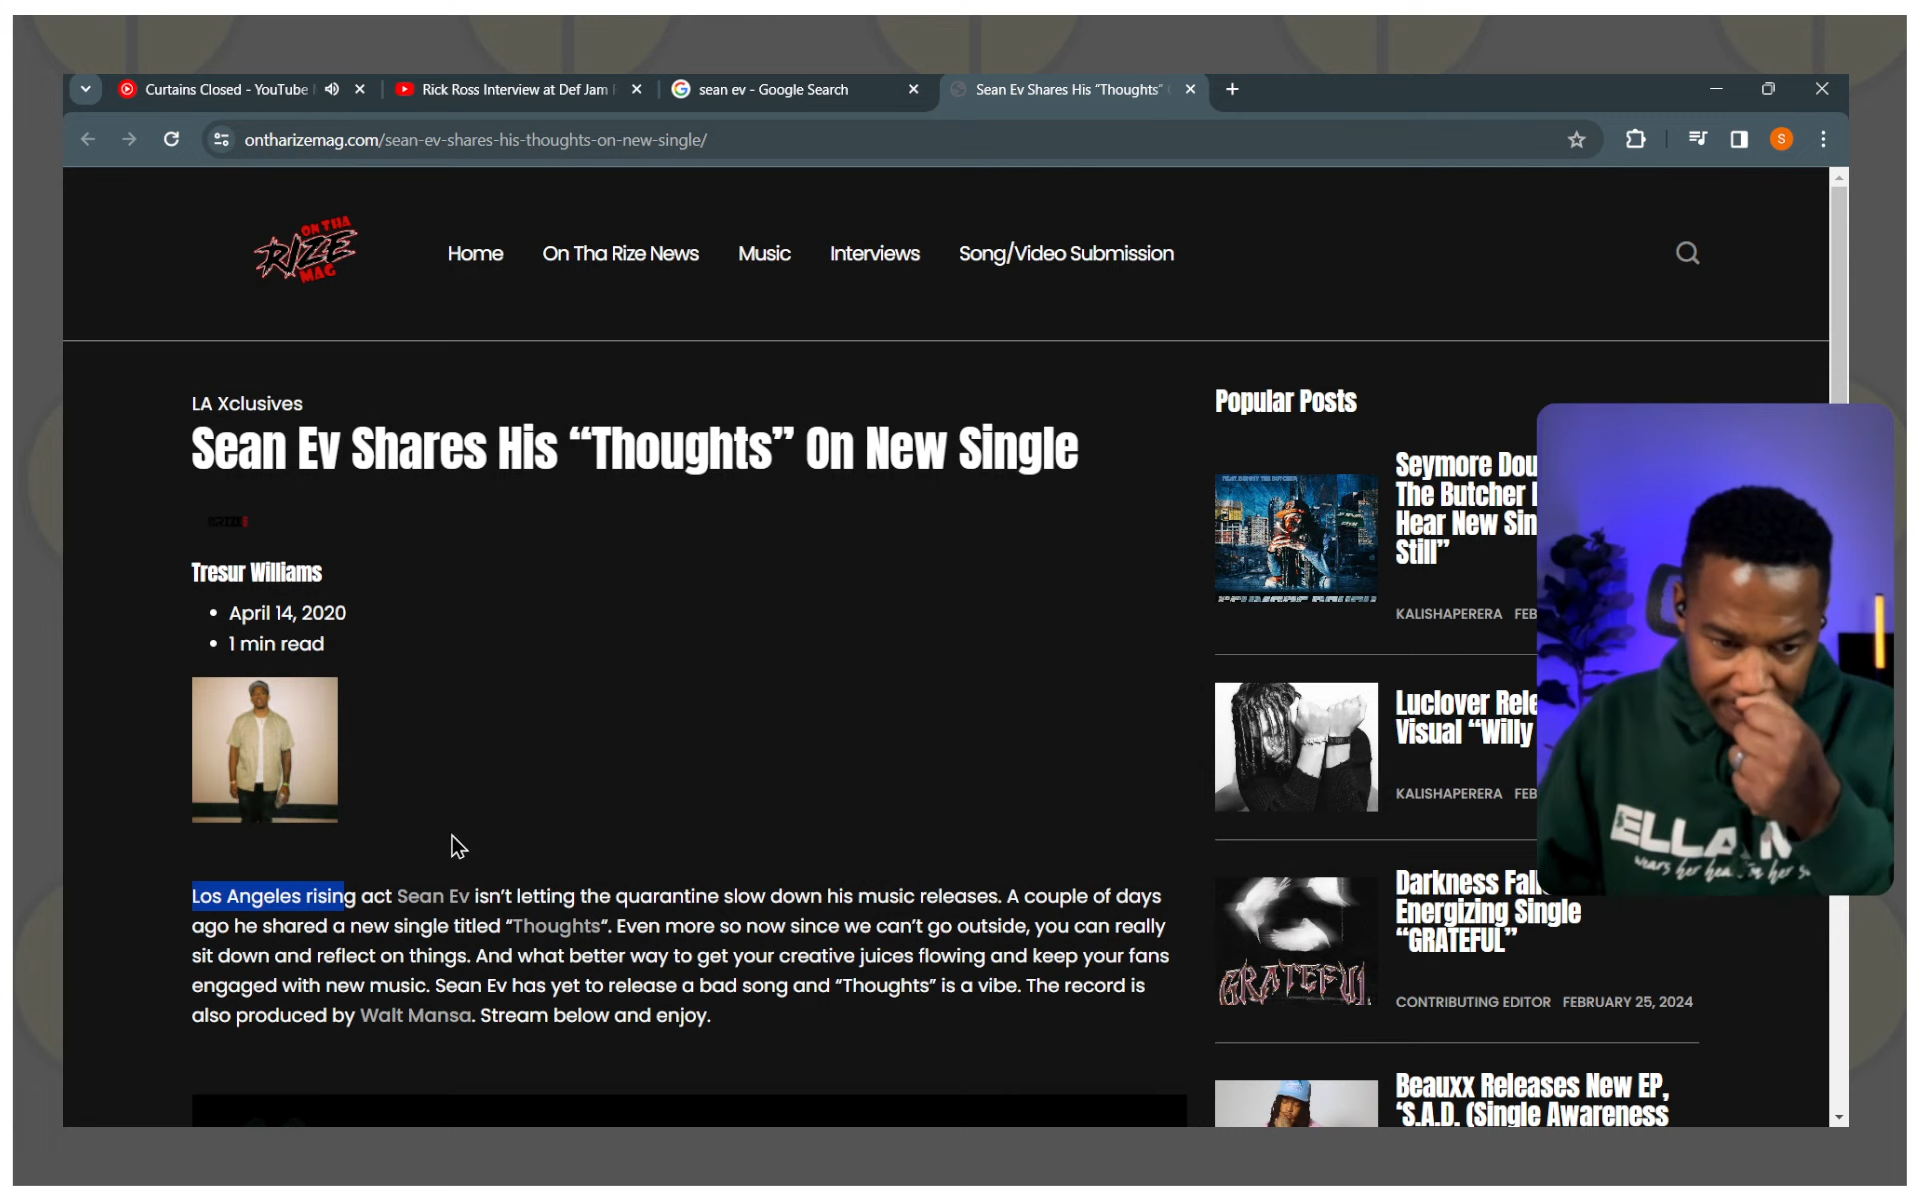 Curtains Closed - YouTube
Rick Ross Interview at Def Jam
sean ev - Google Search
Sean Ev Shares His "Thoughts"
ontharizemag.com/sean-ev-shares-his-thoughts-on-new-single/
S
ON THA
RIZE
MAG
Home
On Tha Rize News
Music
Interviews
Song/Video Submission
LA Xclusives
Sean Ev Shares His “Thoughts” On New Single
Tresur Williams
• April 14, 2020
• 1 min read
Los Angeles rising act Sean Ev isn’t letting the quarantine slow down his music releases. A couple of days
ago he shared a new single titled “Thoughts“. Even more so now since we can’t go outside, you can really
sit down and reflect on things. And what better way to get your creative juices flowing and keep your fans
engaged with new music. Sean Ev has yet to release a bad song and “Thoughts” is a vibe. The record is
also produced by Walt Mansa. Stream below and enjoy.
Popular Posts
Seymore Dou
The Butcher
Hear New Sin
Still”
KALISHAPERERA FEB
Luclover Rele
Visual “Willy
KALISHAPERERA FEB
GRATEFUL
Darkness Fall
Energizing Single
“GRATEFUL”
CONTRIBUTING EDITOR FEBRUARY 25, 2024
Beauxx Releases New EP,
‘S.A.D. (Single Awareness
ELLA
wears her